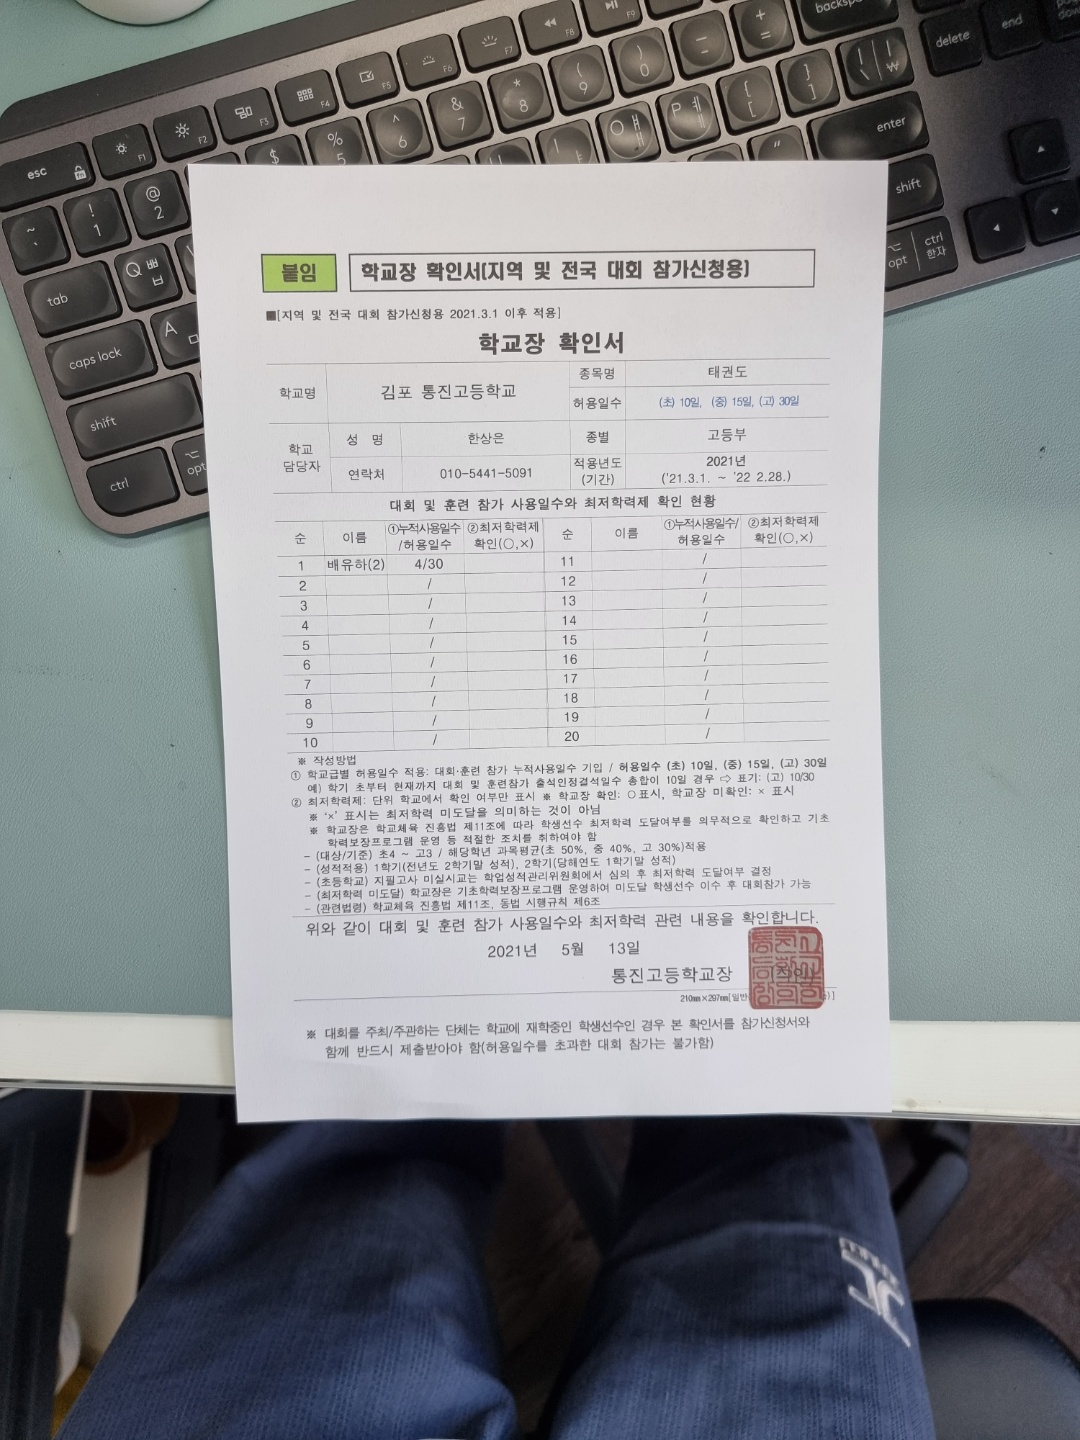 esc
F1
F2
F3
F4
F5
F6
F7
F8
F9
backsp
delete
end
enter
shift
opt
ctrl
한자
tab
caps lock
shift
ctrl
opt
붙임
학교장 확인서(지역 및 전국 대회 참가신청용)
■[지역 및 전국 대회 참가신청용 2021.3.1 이후 적용]
학교장 확인서
학교명 김포 통진고등학교 종목명 태권도
허용일수 (초) 10일, (중) 15일, (고) 30일
학교 담당자 성 명 한상은 종별 고등부
연락처 010-5441-5091 적용년도 (기간) 2021년 ('21.3.1. ~ '22 2.28.)
대회 및 훈련 참가 사용일수와 최저학력제 확인 현황
순 이름 ①누적사용일수/허용일수 ②최저학력제 확인(○,×) 순 이름 ①누적사용일수/허용일수 ②최저학력제 확인(○,×)
1 배유하(2) 4/30 11 /
2 / 12 /
3 / 13 /
4 / 14 /
5 / 15 /
6 / 16 /
7 / 17 /
8 / 18 /
9 / 19 /
10 / 20 /
※ 작성방법
① 학교급별 허용일수 적용: 대회·훈련 참가 누적사용일수 기입 / 허용일수 (초) 10일, (중) 15일, (고) 30일
예) 학기 초부터 현재까지 대회 및 훈련참가 출석인정결석일수 총합이 10일 경우 ⇨ 표기: (고) 10/30
② 최저학력제: 단위 학교에서 확인 여부만 표시 ※ 학교장 확인: ○표시, 학교장 미확인: × 표시
※ '×' 표시는 최저학력 미도달을 의미하는 것이 아님
※ 학교장은 학교체육 진흥법 제11조에 따라 학생선수 최저학력 도달여부를 의무적으로 확인하고 기초
학력보장프로그램 운영 등 적절한 조치를 취하여야 함
- (대상/기준) 초4 ~ 고3 / 해당학년 과목평균(초 50%, 중 40%, 고 30%)적용
- (성적적용) 1학기(전년도 2학기말 성적), 2학기(당해연도 1학기말 성적)
- (초등학교) 지필고사 미실시교는 학업성적관리위원회에서 심의 후 최저학력 도달여부 결정
- (최저학력 미도달) 학교장은 기초학력보장프로그램 운영하여 미도달 학생선수 이수 후 대회참가 가능
- (관련법령) 학교체육 진흥법 제11조, 동법 시행규칙 제6조
위와 같이 대회 및 훈련 참가 사용일수와 최저학력 관련 내용을 확인합니다.
2021년 5월 13일
통진고등학교장 (직인)
210㎜×297㎜[일반
※ 대회를 주최/주관하는 단체는 학교에 재학중인 학생선수인 경우 본 확인서를 참가신청서와
함께 반드시 제출받아야 함(허용일수를 초과한 대회 참가는 불가함)